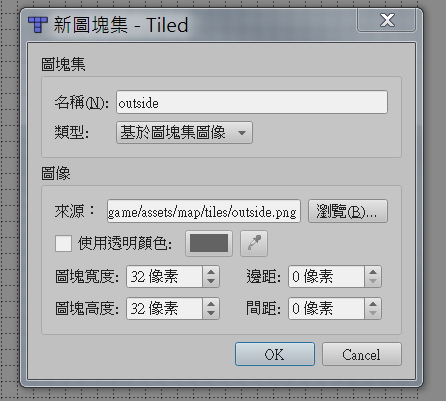 新圖塊集 - Tiled
圖塊集
名稱(N): outside
類型: 基於圖塊集圖像
圖像
來源： game/assets/map/tiles/outside.png 瀏覽(B)...
使用透明顏色:
圖塊寬度: 32 像素 邊距: 0 像素
圖塊高度: 32 像素 間距: 0 像素
OK Cancel